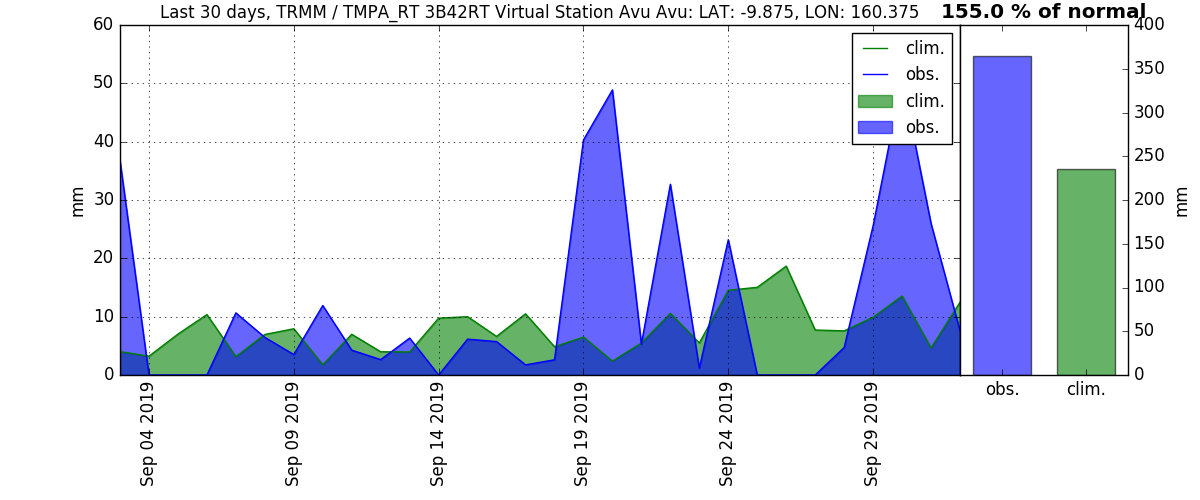 Last 30 days, TRMM / TMPA_RT 3B42RT Virtual Station Avu Avu: LAT: -9.875, LON: 160.375
155.0 % of normal
60
50
40
30
20
10
0
mm
clim.
obs.
clim.
obs.
400
350
300
250
200
150
100
50
0
mm
Sep 04 2019
Sep 09 2019
Sep 14 2019
Sep 19 2019
Sep 24 2019
Sep 29 2019
obs.
clim.